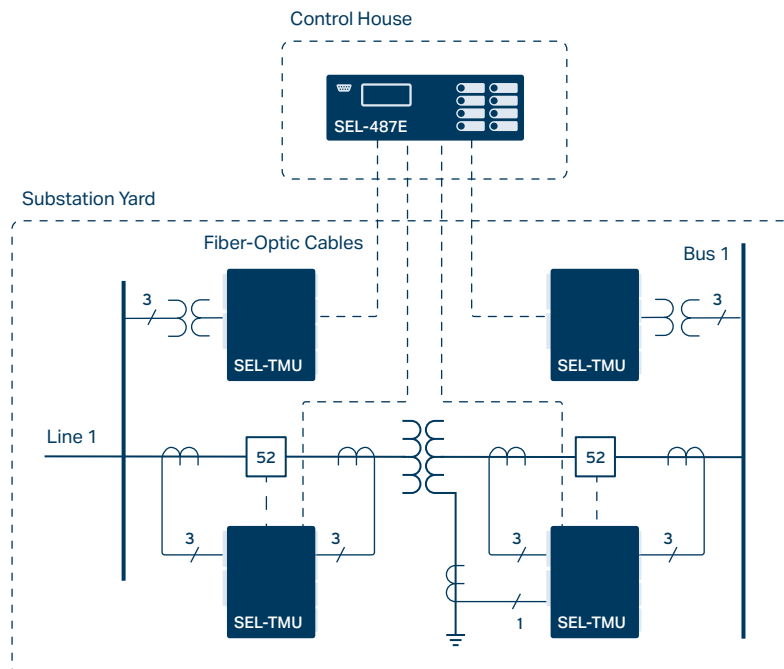 Control House
SEL-487E
Substation Yard
Fiber-Optic Cables
Bus 1
3
3
SEL-TMU
SEL-TMU
Line 1
52
52
3
3
3
3
SEL-TMU
1
SEL-TMU